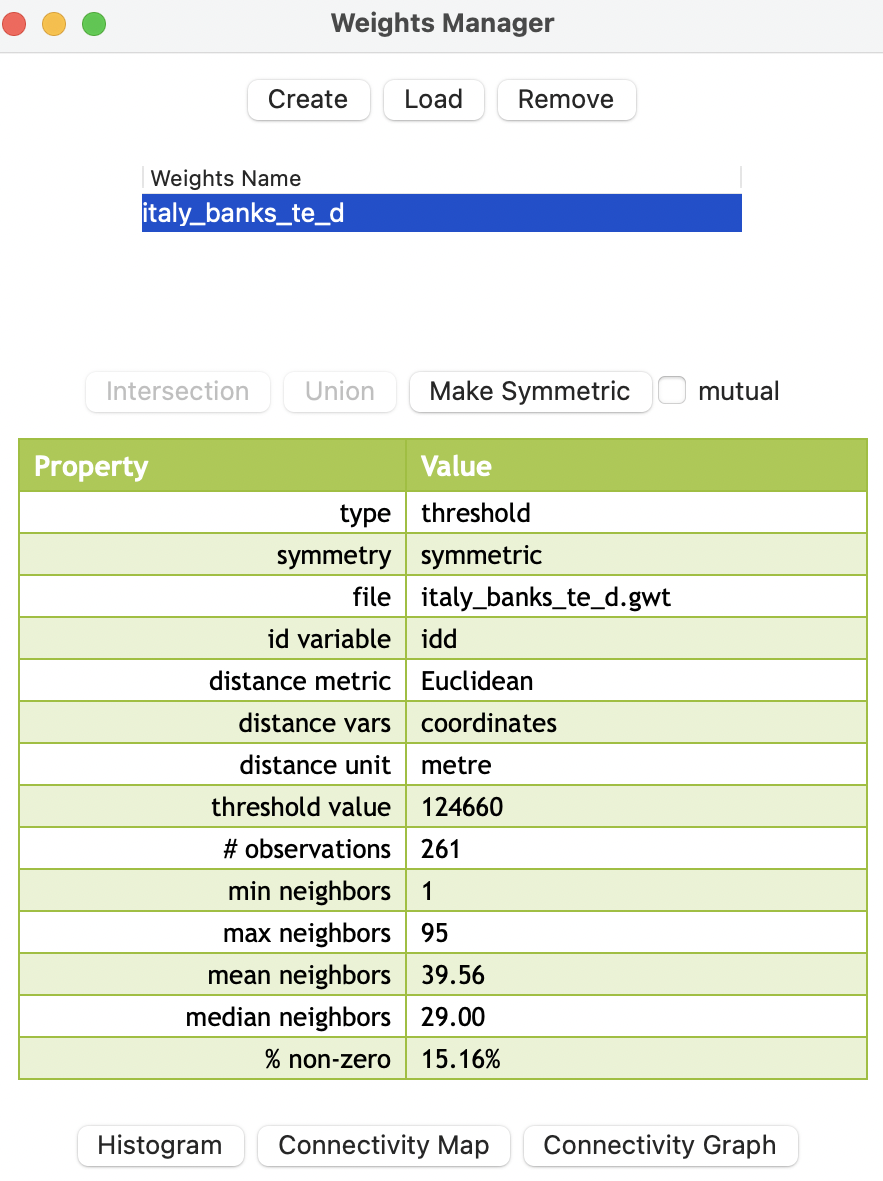 Weights Manager
Create Load Remove
Weights Name
italy_banks_te_d
Intersection Union Make Symmetric mutual
Property Value
type threshold
symmetry symmetric
file italy_banks_te_d.gwt
id variable idd
distance metric Euclidean
distance vars coordinates
distance unit metre
threshold value 124660
# observations 261
min neighbors 1
max neighbors 95
mean neighbors 39.56
median neighbors 29.00
% non-zero 15.16%
Histogram Connectivity Map Connectivity Graph